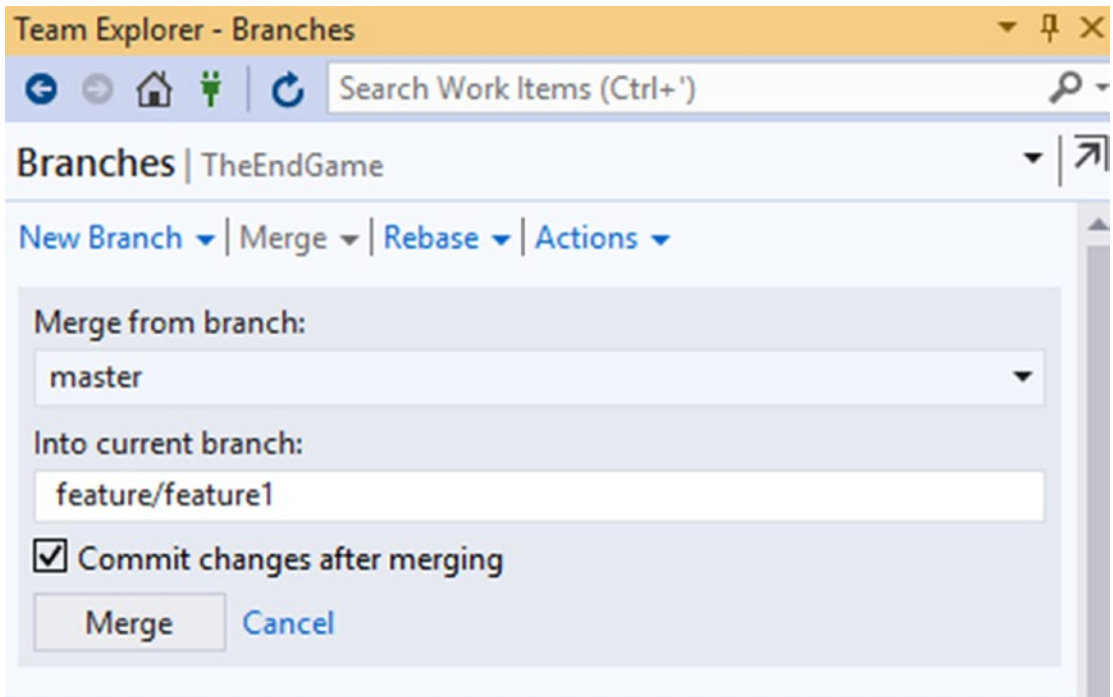 Team Explorer - Branches
Search Work Items (Ctrl+')
Branches | TheEndGame
New Branch | Merge | Rebase | Actions
Merge from branch:
master
Into current branch:
feature/feature1
Commit changes after merging
Merge Cancel